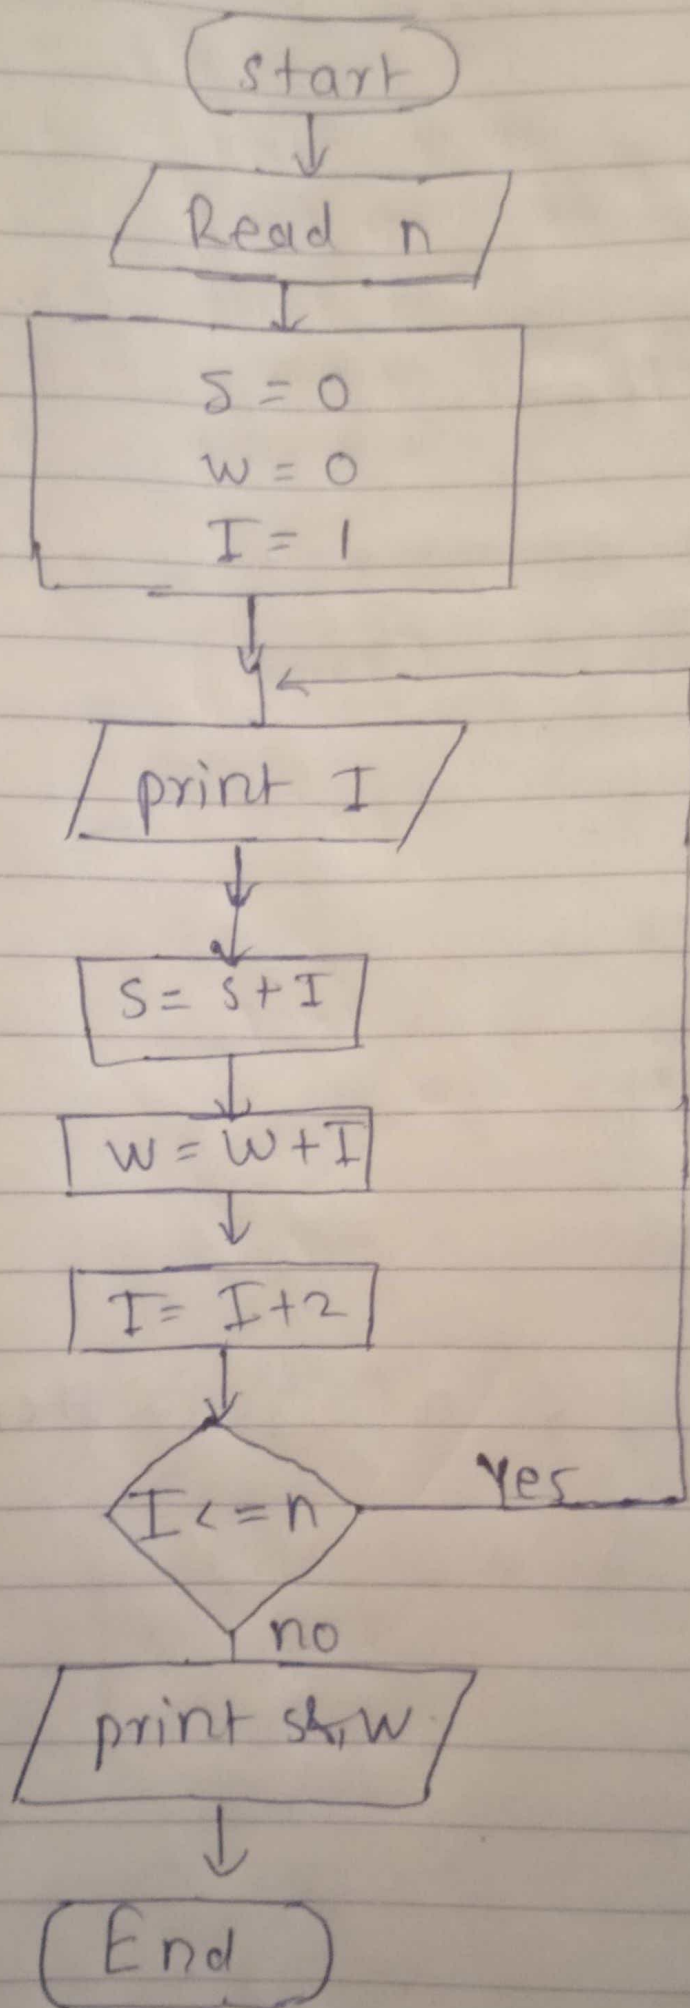 start
Read n
S = 0
W = 0
I = 1
print I
S = S + I
W = W + I
I = I + 2
I <= n
Yes
no
print s, W
End